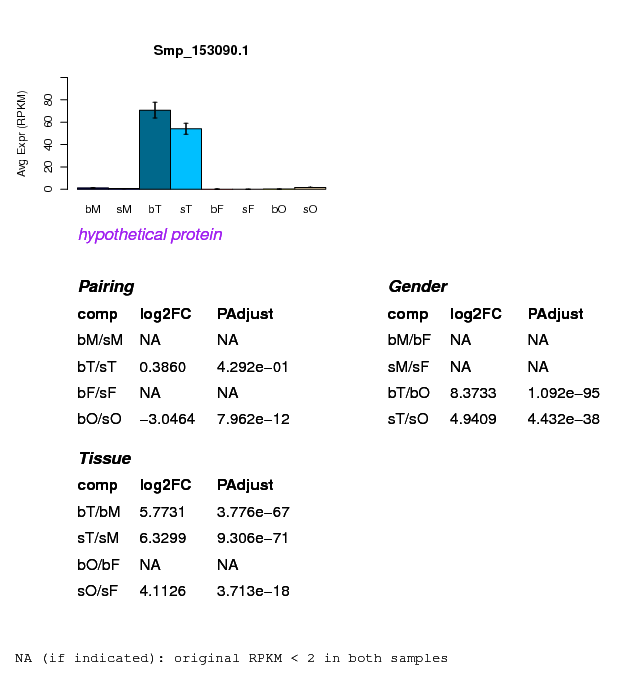 Smp_153090.1
Avg Expr (RPKM)
0 20 40 60 80
bM sM bT sT bF sF bO sO
hypothetical protein
Pairing
comp log2FC PAdjust
bM/sM NA NA
bT/sT 0.3860 4.292e−01
bF/sF NA NA
bO/sO −3.0464 7.962e−12
Gender
comp log2FC PAdjust
bM/bF NA NA
sM/sF NA NA
bT/bO 8.3733 1.092e−95
sT/sO 4.9409 4.432e−38
Tissue
comp log2FC PAdjust
bT/bM 5.7731 3.776e−67
sT/sM 6.3299 9.306e−71
bO/bF NA NA
sO/sF 4.1126 3.713e−18
NA (if indicated): original RPKM < 2 in both samples